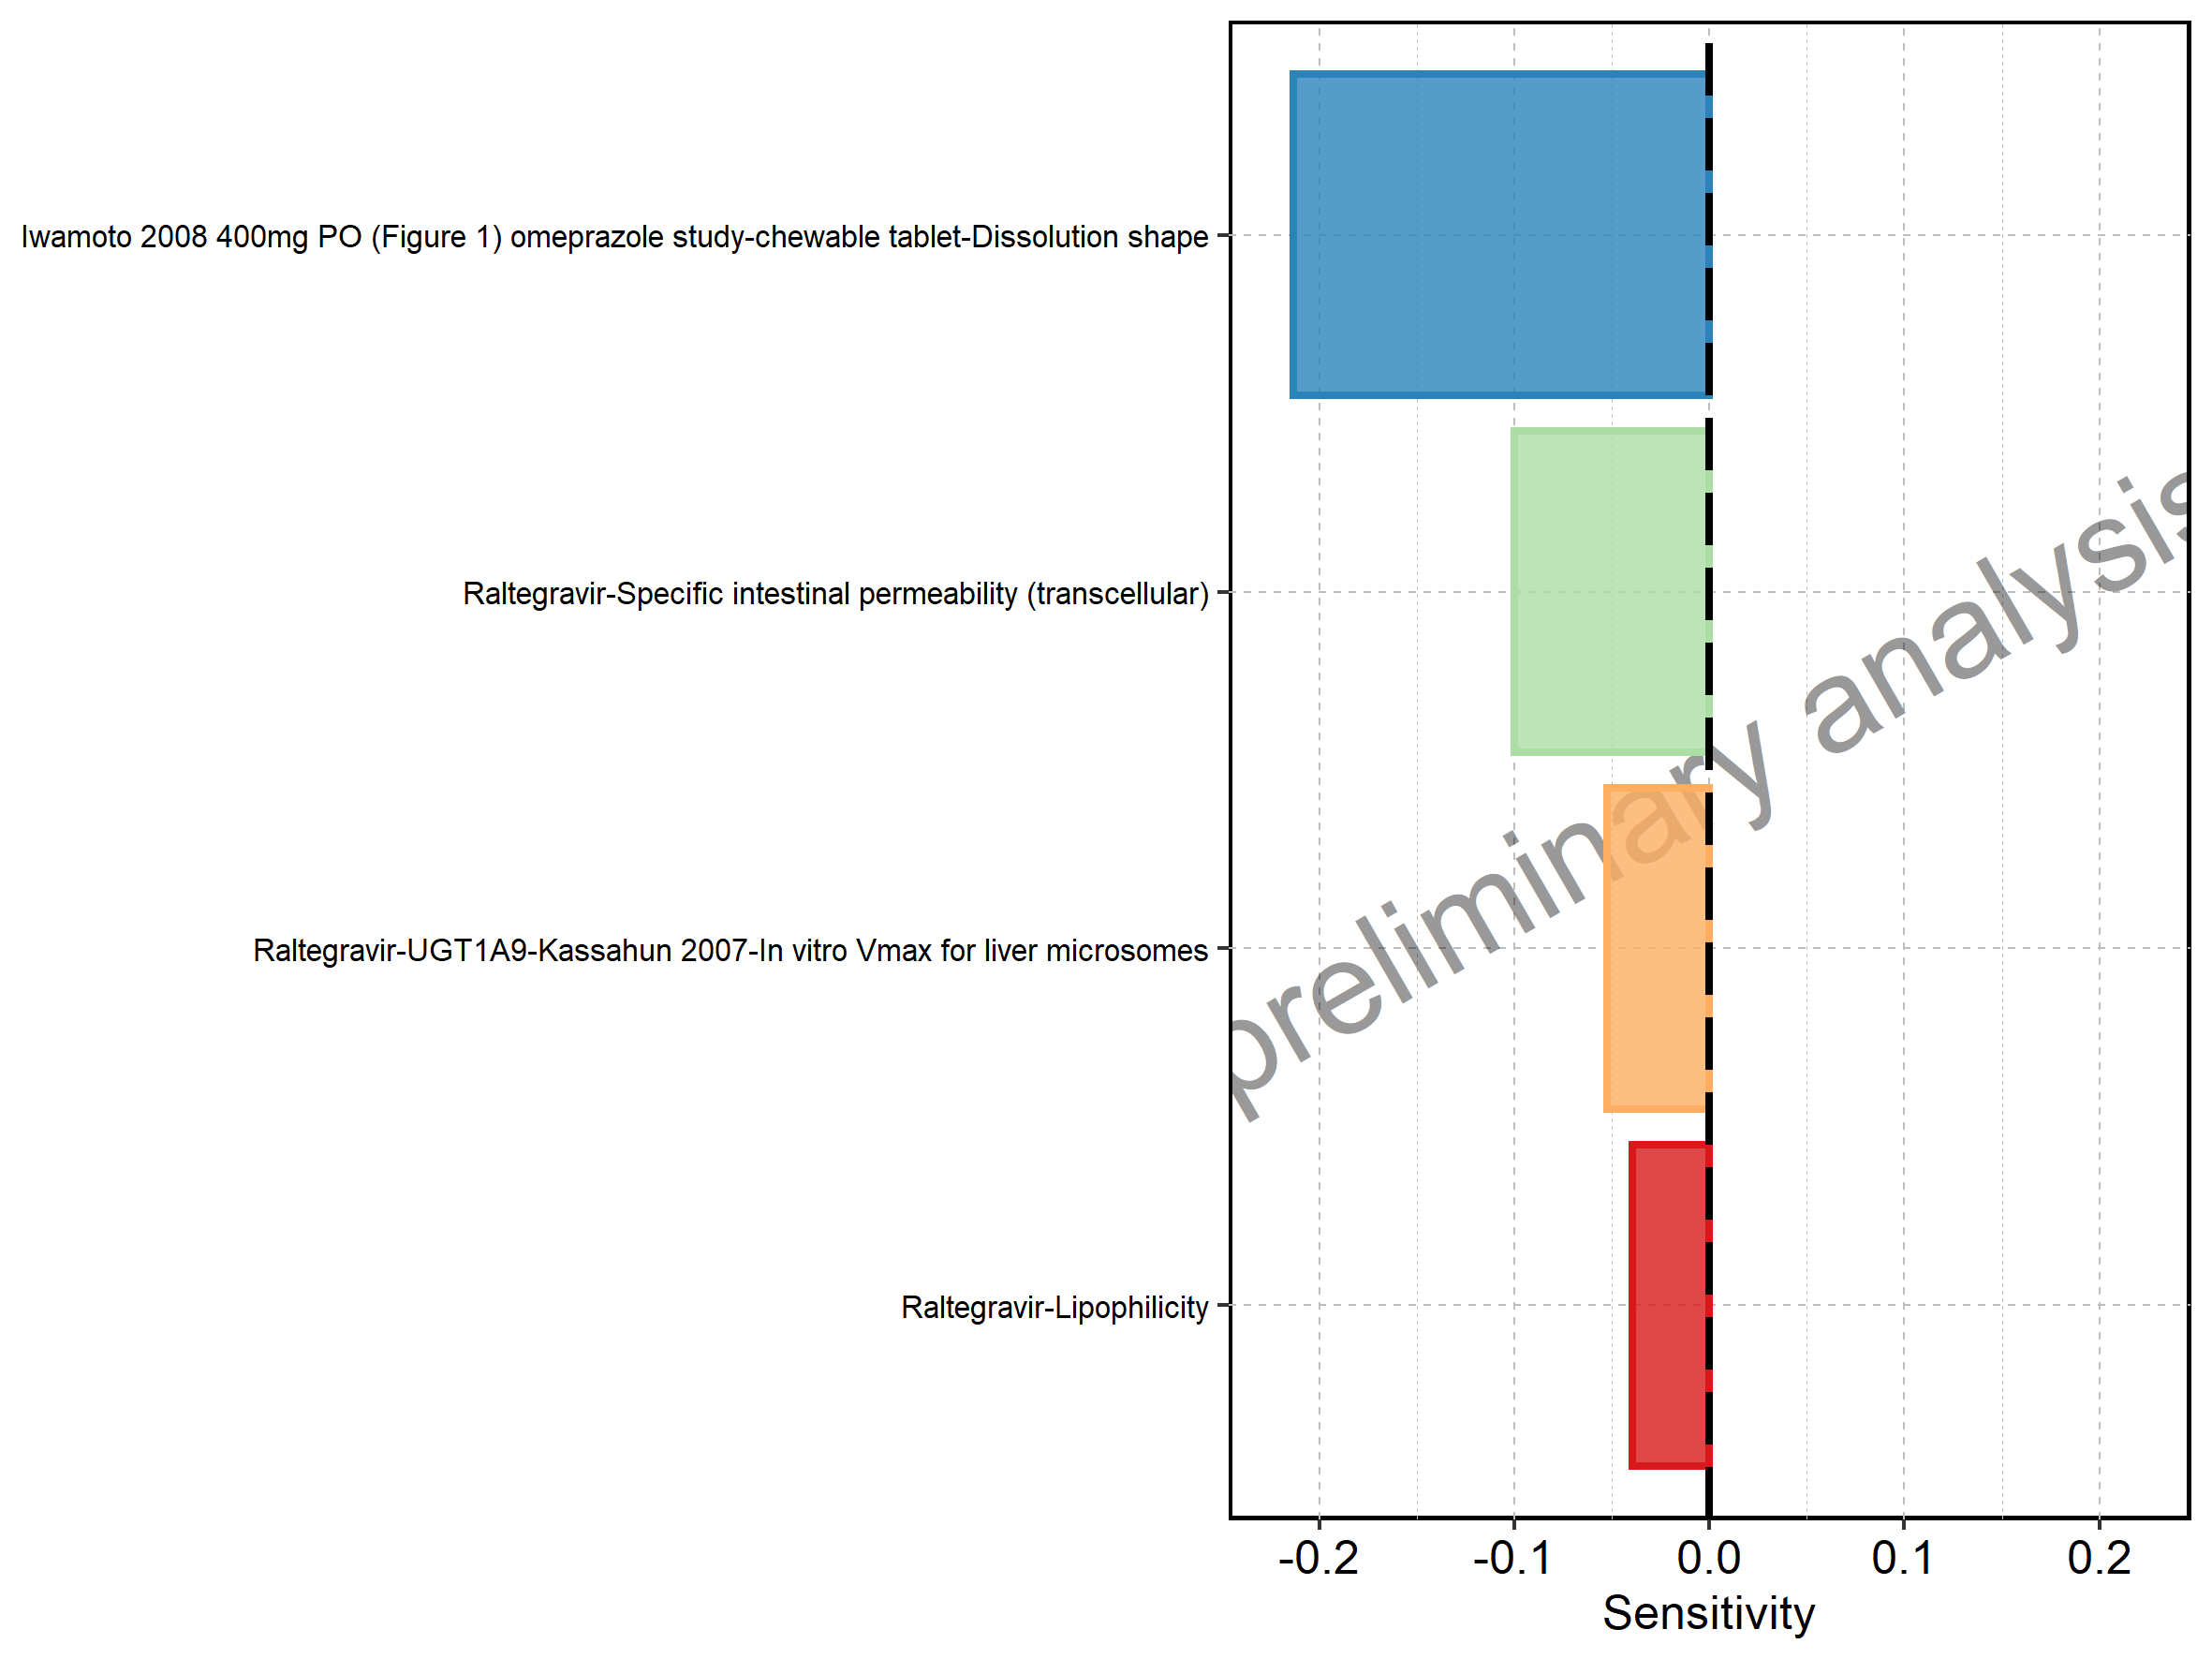 Iwamoto 2008 400mg PO (Figure 1) omeprazole study-chewable tablet-Dissolution shape
Raltegravir-Specific intestinal permeability (transcellular)
Raltegravir-UGT1A9-Kassahun 2007-In vitro Vmax for liver microsomes
Raltegravir-Lipophilicity
preliminary analysis
-0.2 -0.1 0.0 0.1 0.2
Sensitivity